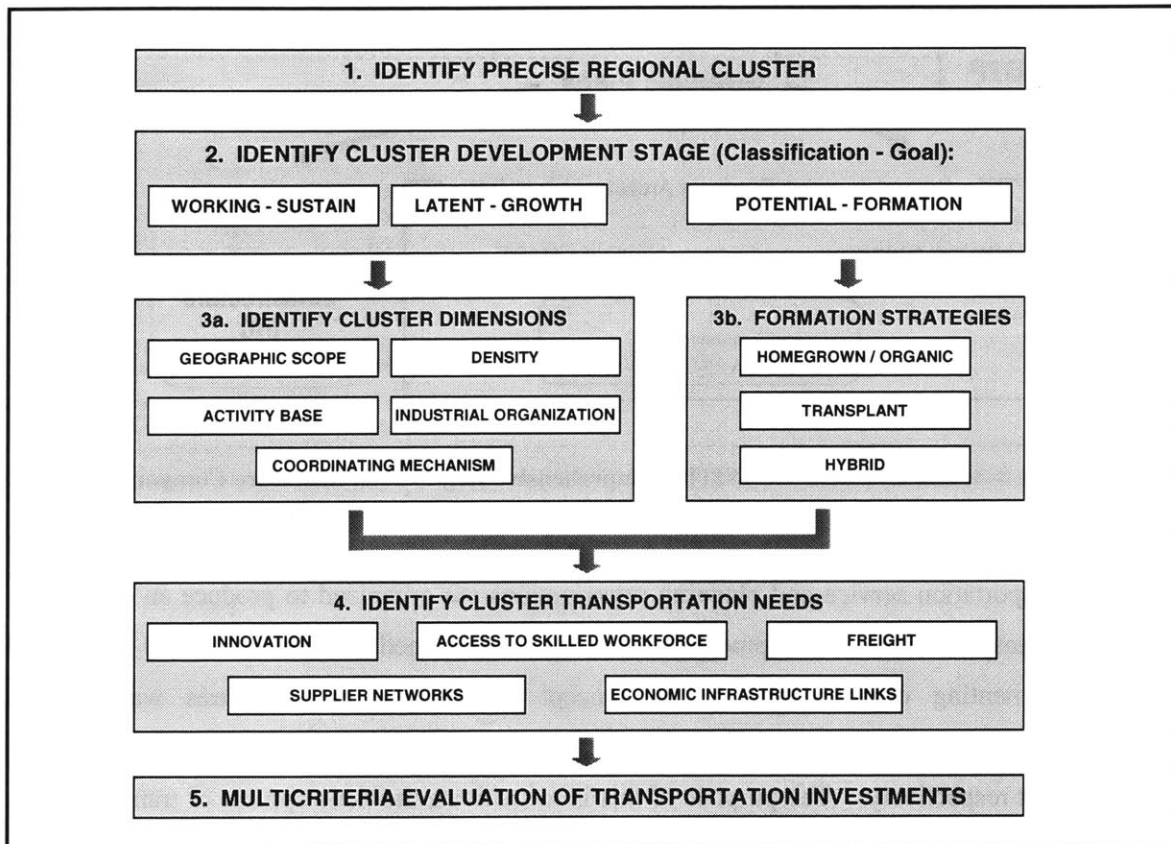 1. IDENTIFY PRECISE REGIONAL CLUSTER
2. IDENTIFY CLUSTER DEVELOPMENT STAGE (Classification - Goal):
WORKING - SUSTAIN
LATENT - GROWTH
POTENTIAL - FORMATION
3a. IDENTIFY CLUSTER DIMENSIONS
GEOGRAPHIC SCOPE
DENSITY
ACTIVITY BASE
INDUSTRIAL ORGANIZATION
COORDINATING MECHANISM
3b. FORMATION STRATEGIES
HOMEGROWN / ORGANIC
TRANSPLANT
HYBRID
4. IDENTIFY CLUSTER TRANSPORTATION NEEDS
INNOVATION
ACCESS TO SKILLED WORKFORCE
FREIGHT
SUPPLIER NETWORKS
ECONOMIC INFRASTRUCTURE LINKS
5. MULTICRITERIA EVALUATION OF TRANSPORTATION INVESTMENTS